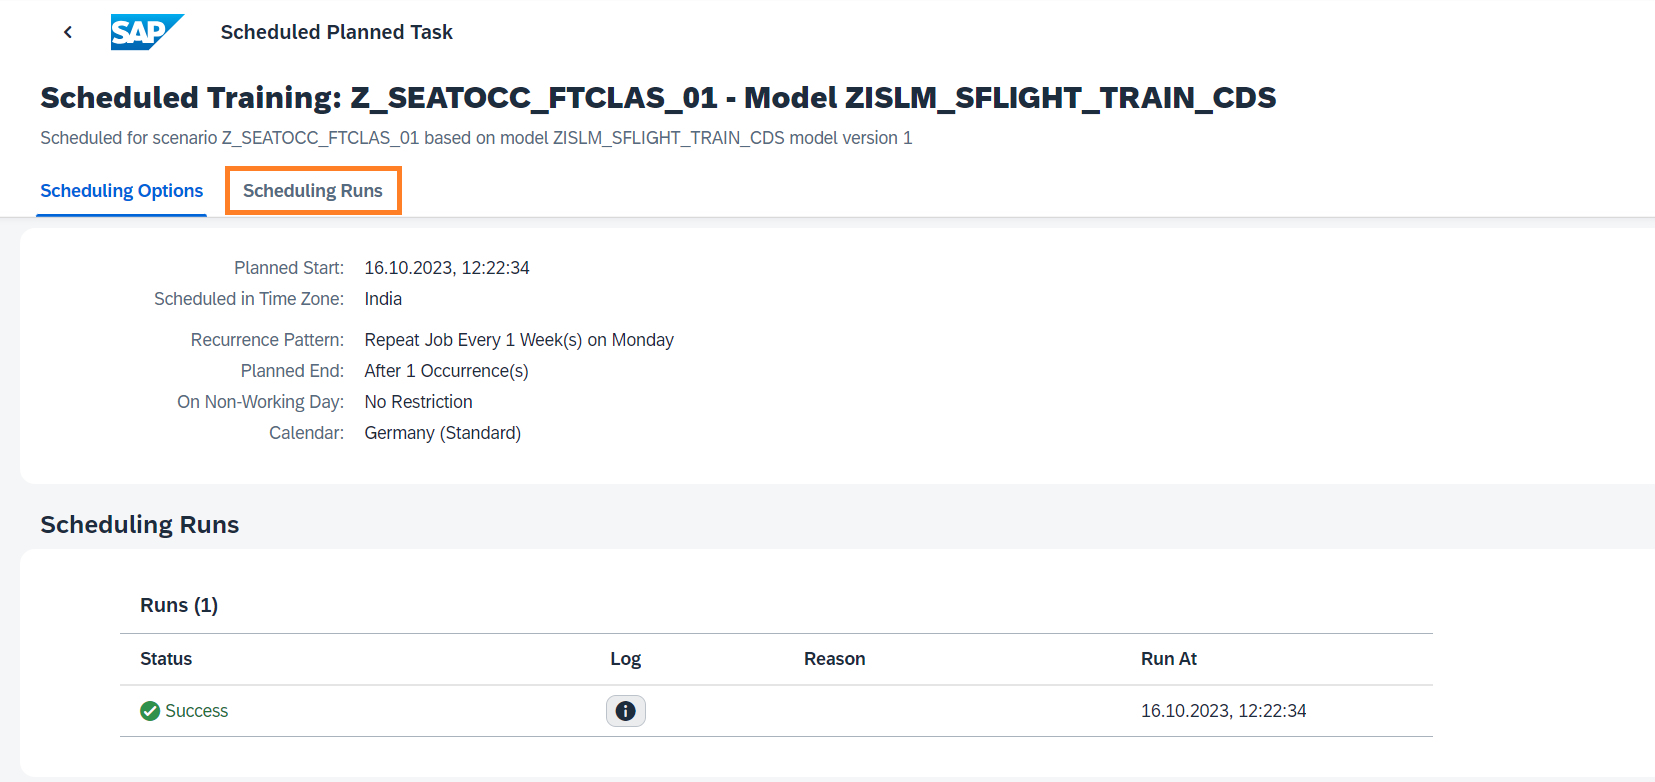 SAP Scheduled Planned Task
Scheduled Training: Z_SEATOCC_FTCLAS_01 - Model ZISLM_SFLIGHT_TRAIN_CDS
Scheduled for scenario Z_SEATOCC_FTCLAS_01 based on model ZISLM_SFLIGHT_TRAIN_CDS model version 1
Scheduling Options Scheduling Runs
Planned Start: 16.10.2023, 12:22:34
Scheduled in Time Zone: India
Recurrence Pattern: Repeat Job Every 1 Week(s) on Monday
Planned End: After 1 Occurrence(s)
On Non-Working Day: No Restriction
Calendar: Germany (Standard)
Scheduling Runs
Runs (1)
Status Log Reason Run At
Success 16.10.2023, 12:22:34